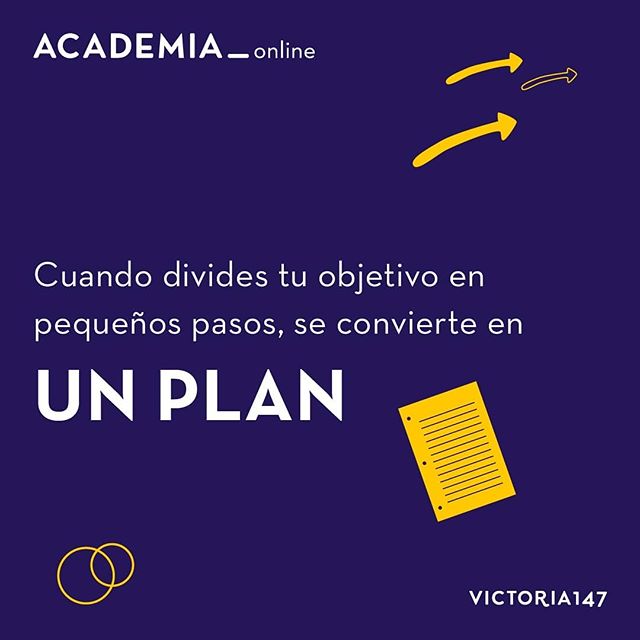 ACADEMIA_online
Cuando divides tu objetivo en
pequeños pasos, se convierte en
UN PLAN
VICTORIA147